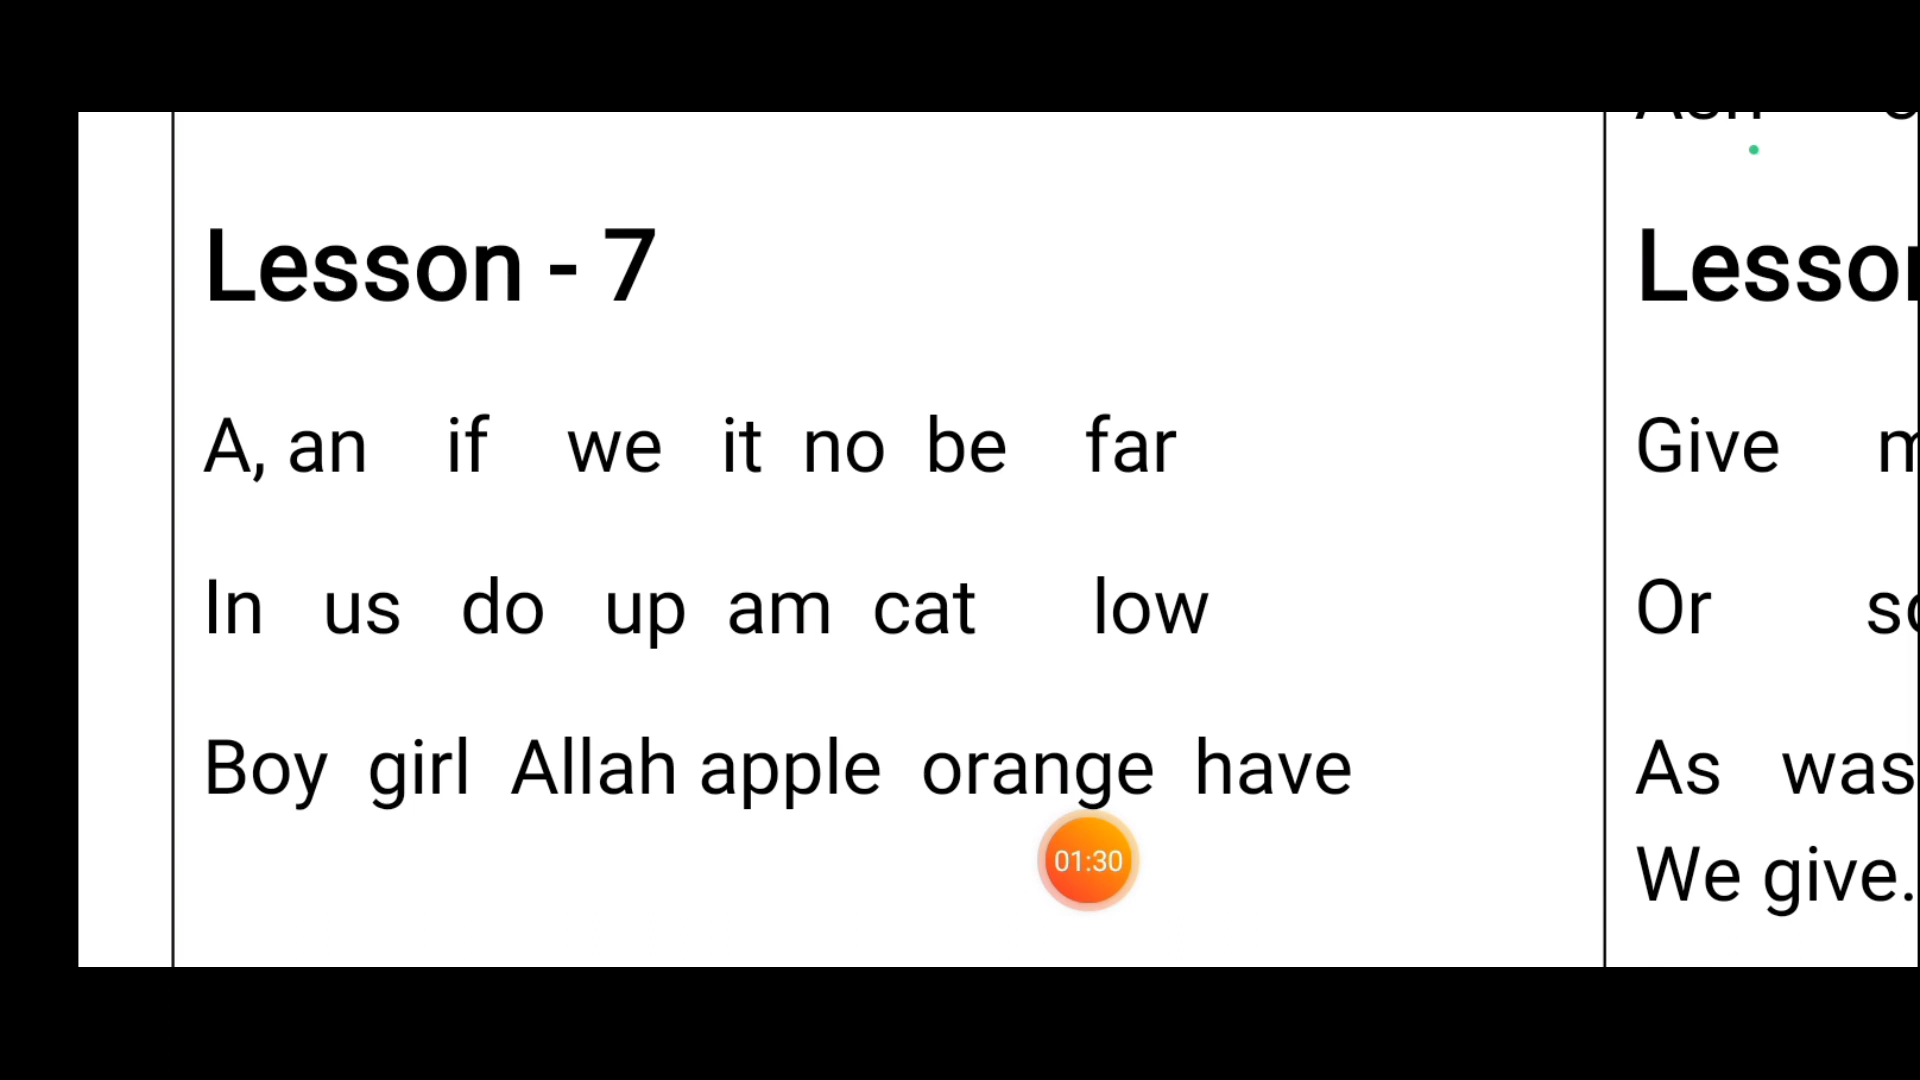 Lesson - 7
A, an if we it no be far
In us do up am cat low
Boy girl Allah apple orange have
01:30
Give
Or
As was
We give.